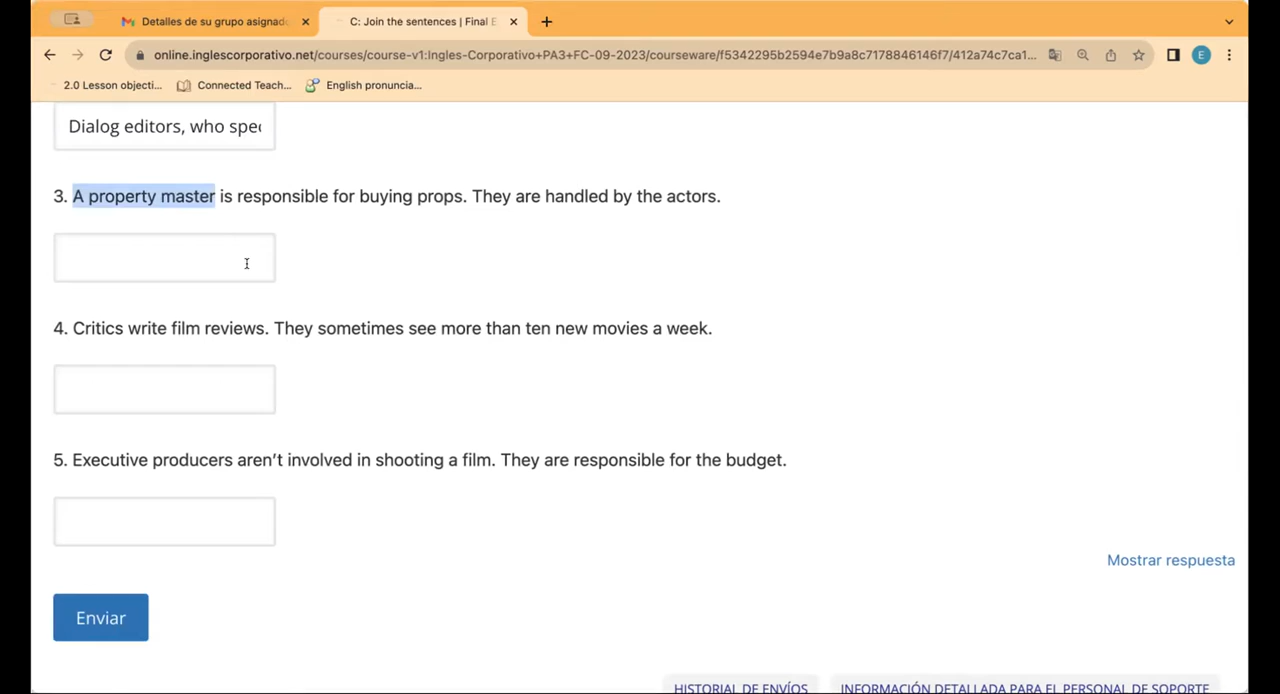 Detalles de su grupo asignado
C: Join the sentences | Final E
online.inglescorporativo.net/courses/course-v1:Ingles-Corporativo+PA3+FC-09-2023/courseware/f5342295b2594e7b9a8c7178846146f7/412a74c7ca1...
E
2.0 Lesson objecti...
Connected Teach...
English pronuncia...
Dialog editors, who spec
3. A property master is responsible for buying props. They are handled by the actors.
4. Critics write film reviews. They sometimes see more than ten new movies a week.
5. Executive producers aren't involved in shooting a film. They are responsible for the budget.
Mostrar respuesta
Enviar
HISTORIAL DE ENVÍOS
INFORMACIÓN DETALLADA PARA EL PERSONAL DE SOPORTE